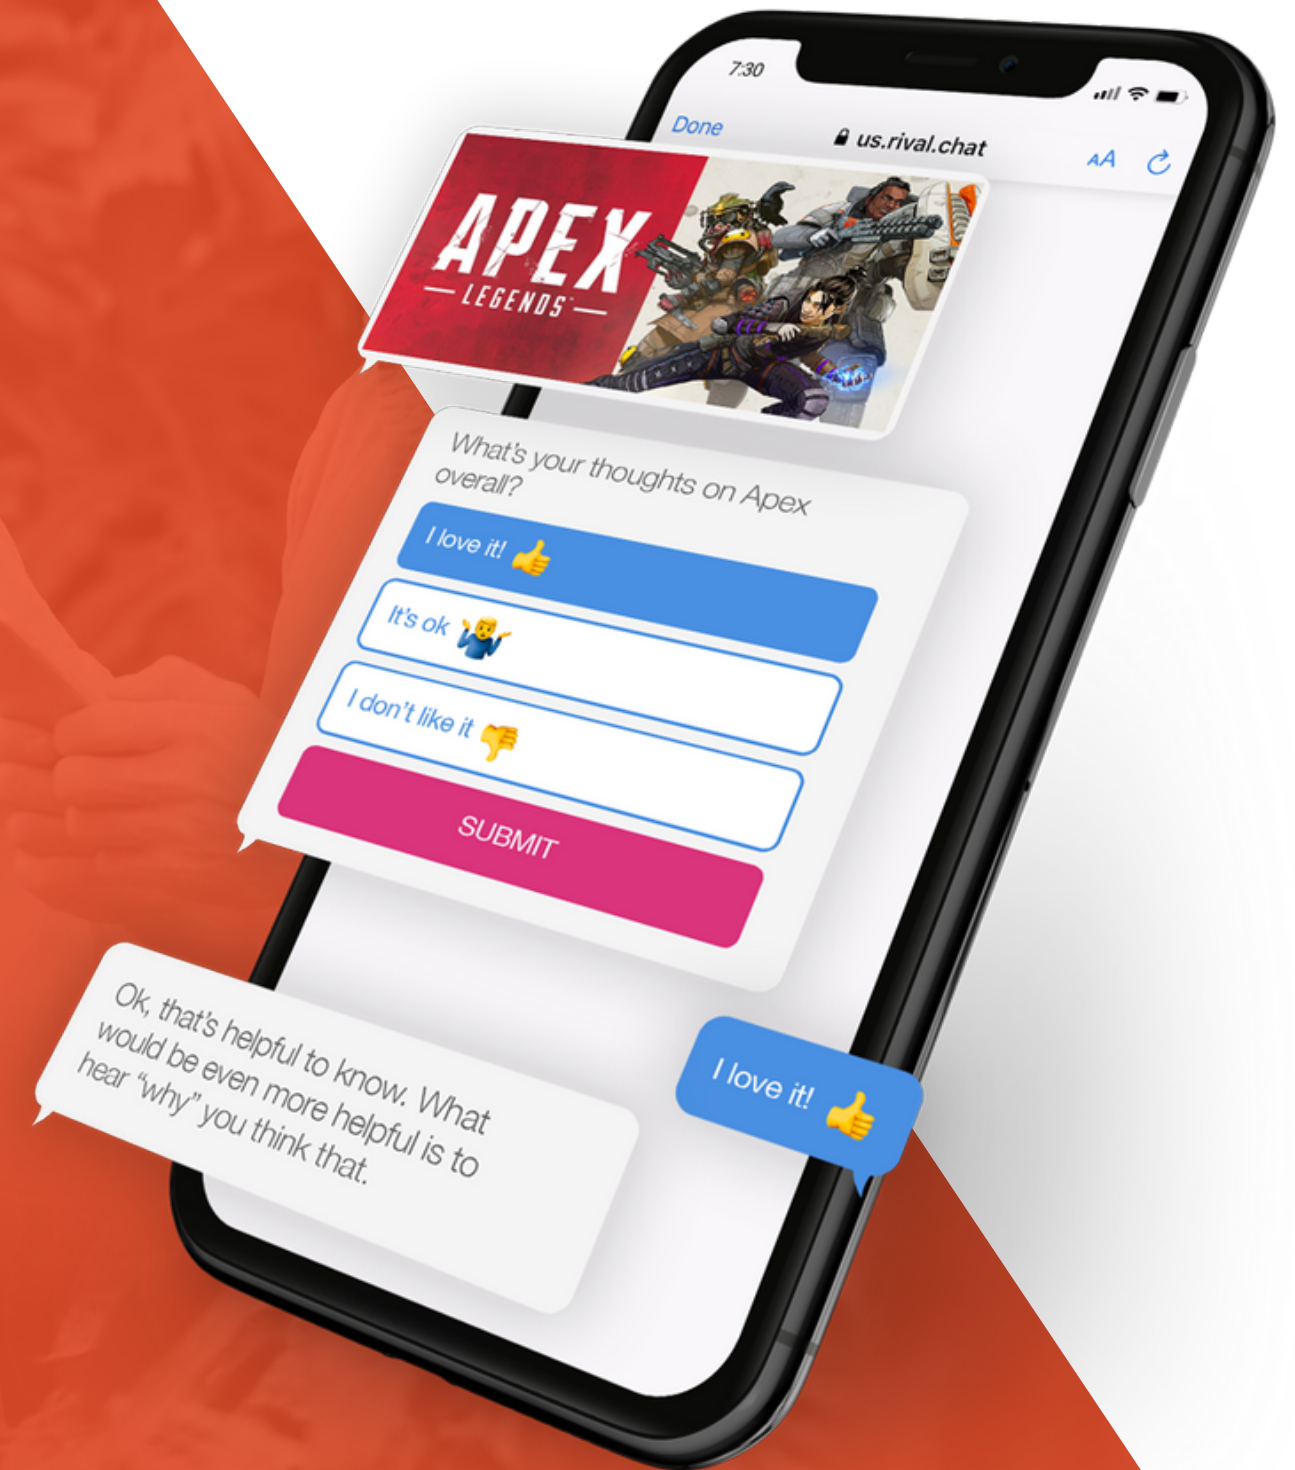 7:30
Done
us.rival.chat
AA
APEX
LEGENDS
What's your thoughts on Apex
overall?
I love it! 👍
It's ok 🤷‍♂️
I don't like it 👎
SUBMIT
I love it! 👍
Ok, that's helpful to know. What
would be even more helpful is to
hear “why” you think that.